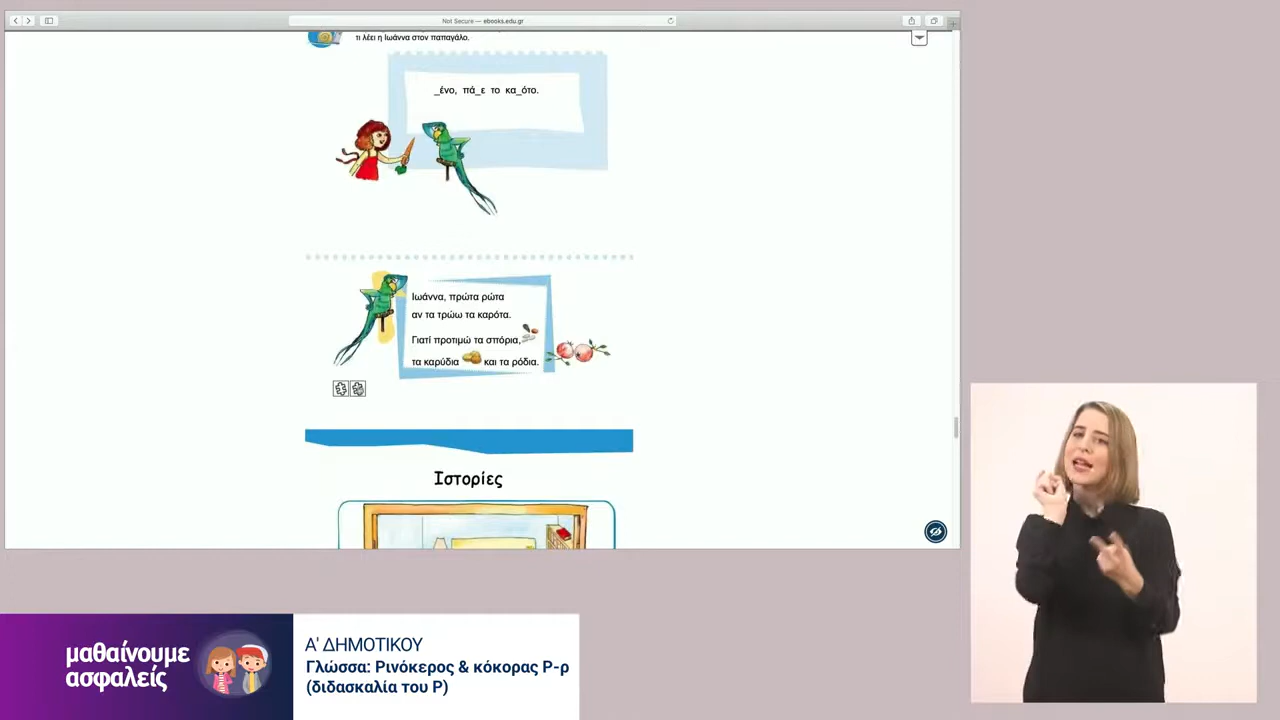 Not Secure — ebooks.edu.gr
τι λέει η Ιωάννα στον παπαγάλο.
_ένο, πά_ε το κα_ότο.
Ιωάννα, πρώτα ρώτα
αν τα τρώω τα καρότα.
Γιατί προτιμώ τα σπόρια,
τα καρύδια και τα ρόδια.
Ιστορίες
μαθαίνουμε
ασφαλείς
Α' ΔΗΜΟΤΙΚΟΥ
Γλώσσα: Ρινόκερος & κόκορας Ρ-ρ
(διδασκαλία του Ρ)